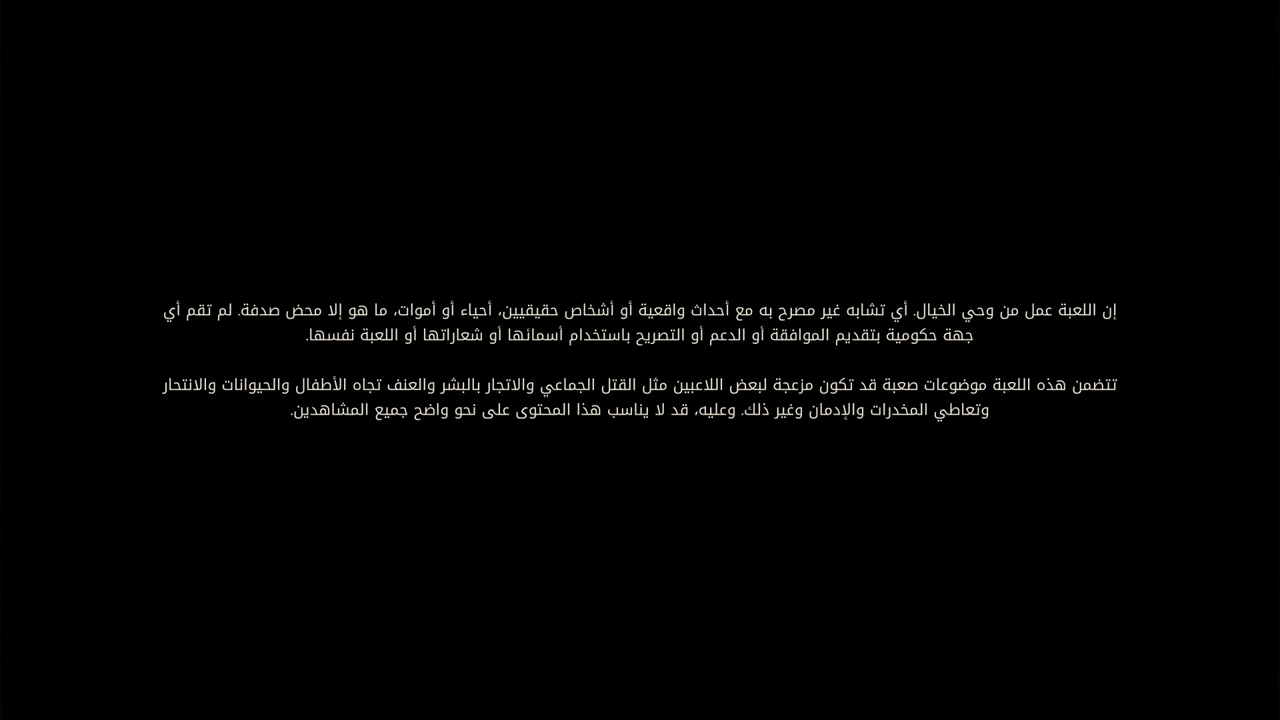 إن اللعبة عمل من وحي الخيال. أي تشابه غير مصرح به مع أحداث واقعية أو أشخاص حقيقيين، أحياء أو أموات، ما هو إلا محض صدفة. لم تقم أي
جهة حكومية بتقديم الموافقة أو الدعم أو التصريح باستخدام أسمائها أو شعاراتها أو اللعبة نفسها.
تتضمن هذه اللعبة موضوعات صعبة قد تكون مزعجة لبعض اللاعبين مثل القتل الجماعي والاتجار بالبشر والعنف تجاه الأطفال والحيوانات والانتحار
وتعاطي المخدرات والإدمان وغير ذلك. وعليه، قد لا يناسب هذا المحتوى على نحو واضح جميع المشاهدين.